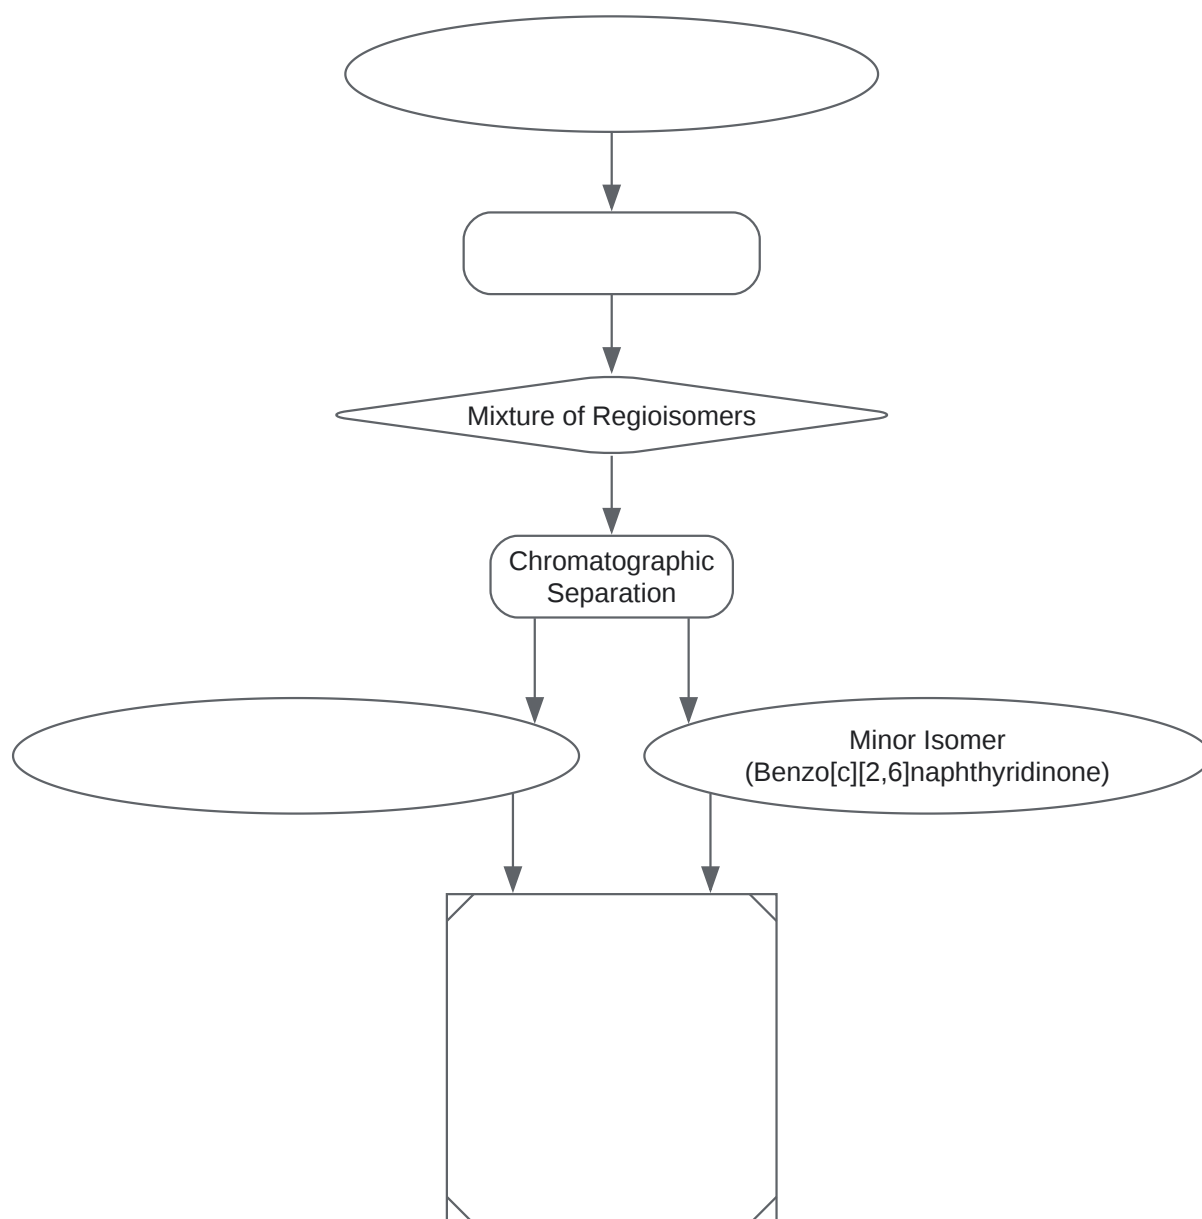 Mixture of Regioisomers
Chromatographic
Separation
Minor Isomer
(Benzo[c][2,6]naphthyridinone)